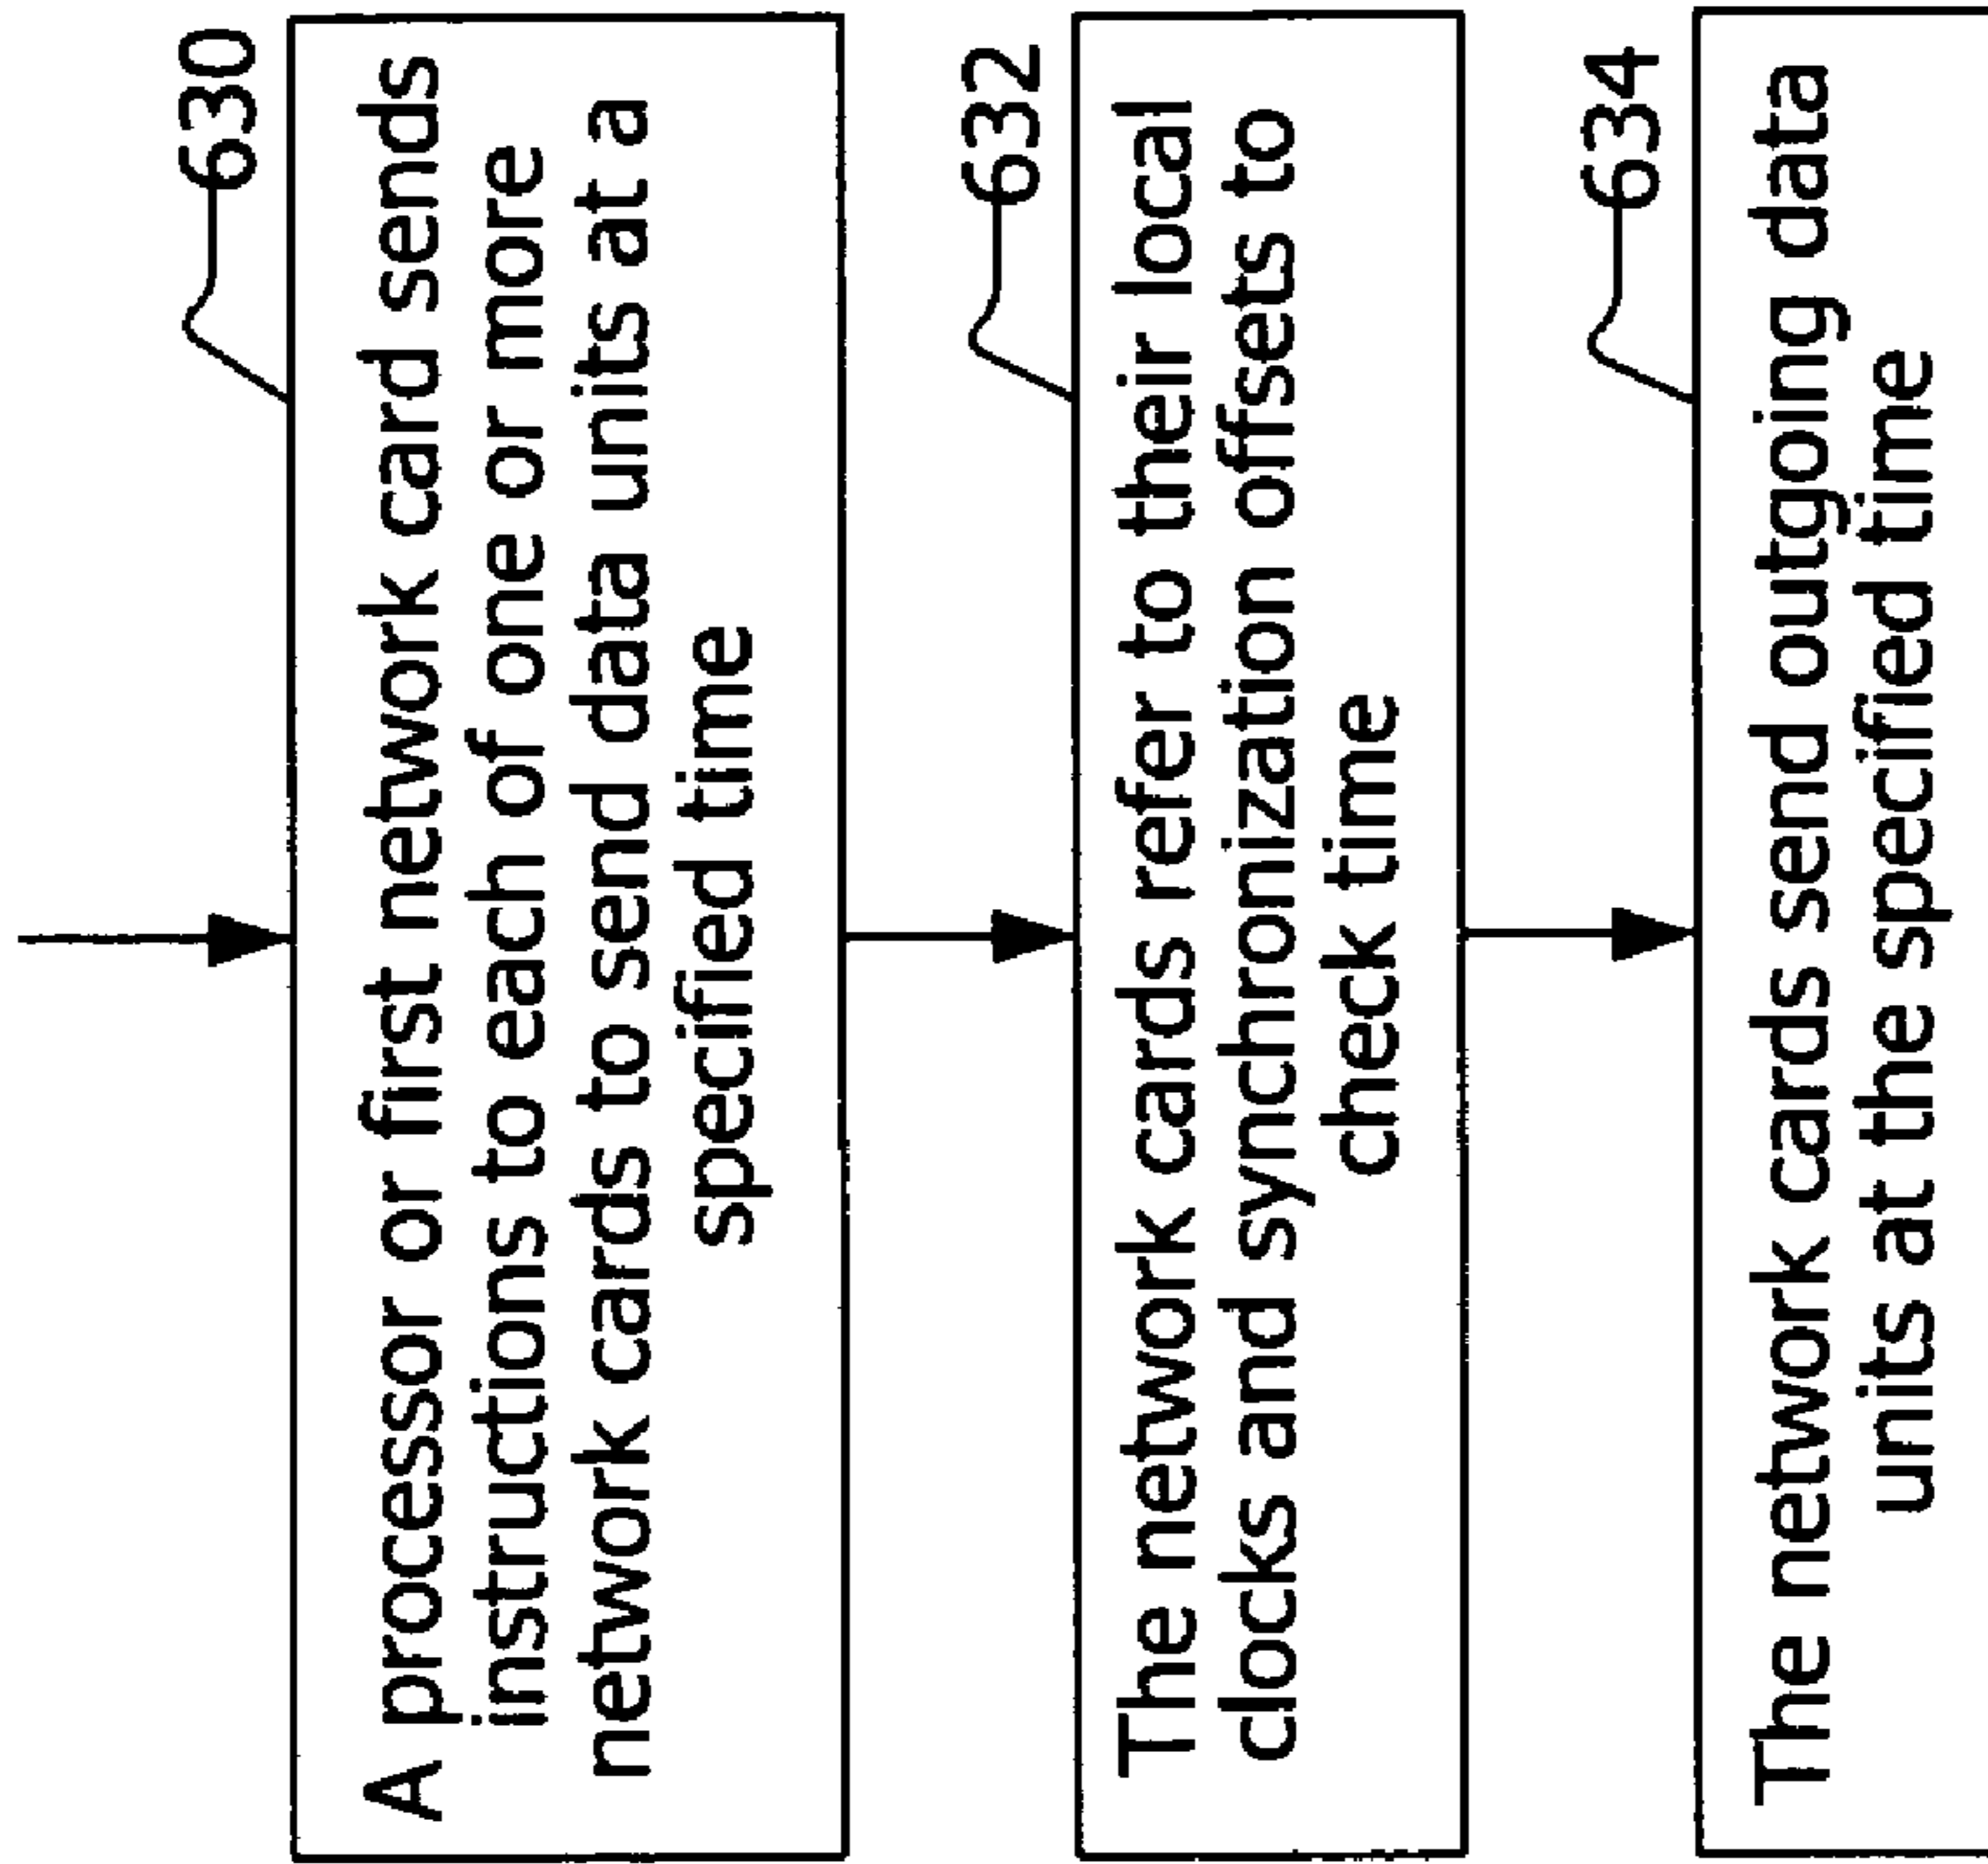 630
A processor or first network card sends
instructions to each of one or more
network cards to send data units at a
specified time
632
The network cards refer to their local
clocks and synchronization offsets to
check time
634
The network cards send outgoing data
units at the specified time